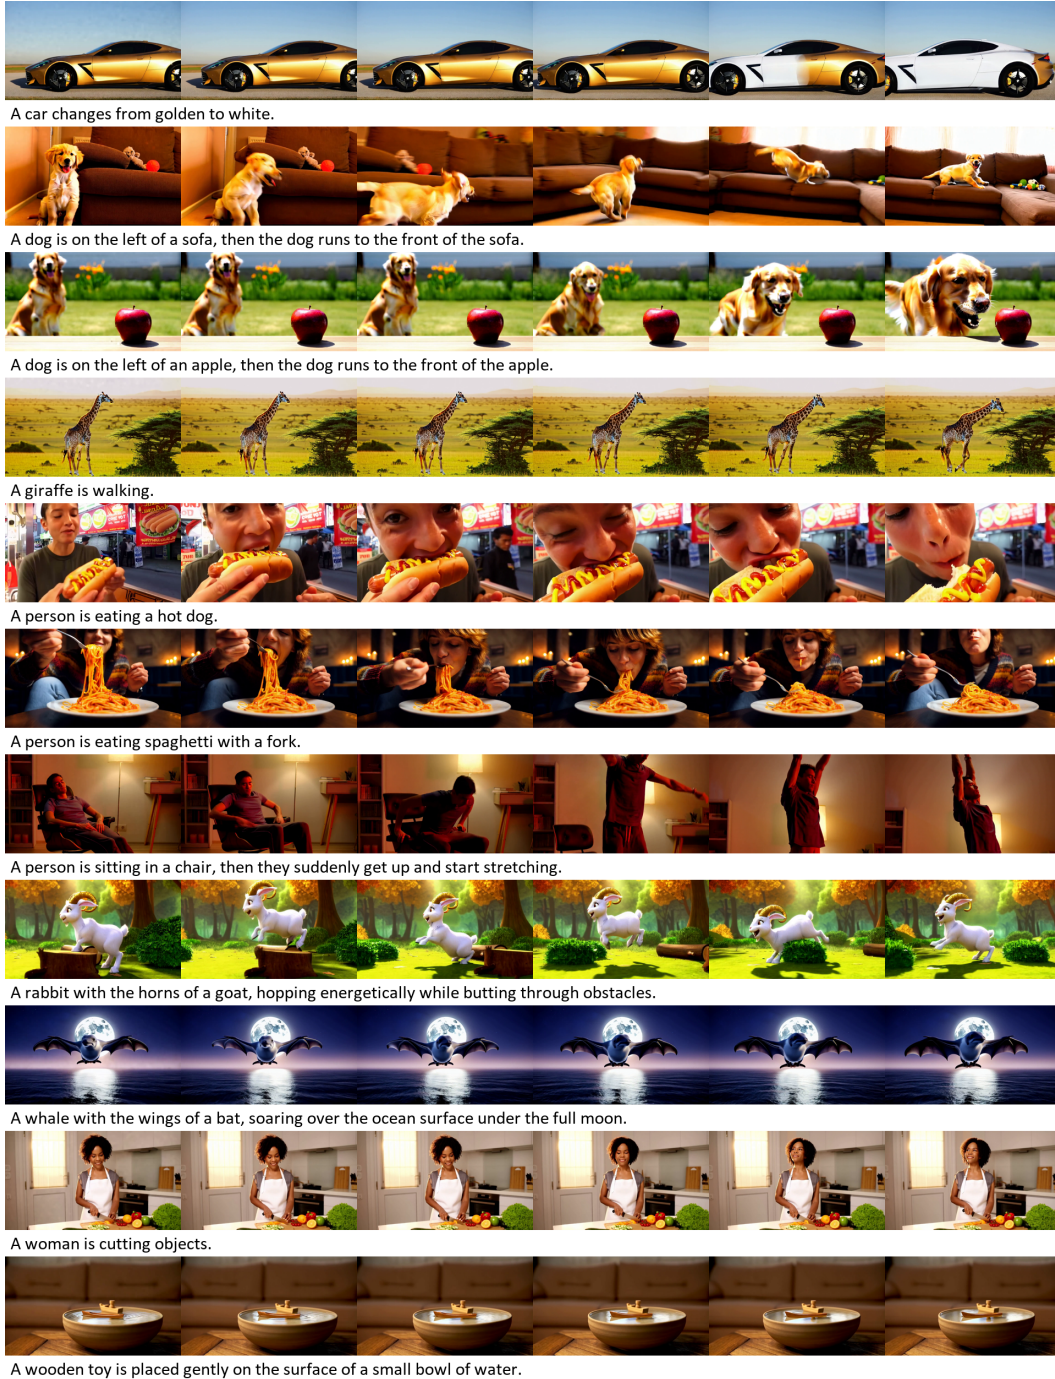 A car changes from golden to white.
A dog is on the left of a sofa, then the dog runs to the front of the sofa.
A dog is on the left of an apple, then the dog runs to the front of the apple.
A giraffe is walking.
A person is eating a hot dog.
A person is eating spaghetti with a fork.
A person is sitting in a chair, then they suddenly get up and start stretching.
A rabbit with the horns of a goat, hopping energetically while butting through obstacles.
A whale with the wings of a bat, soaring over the ocean surface under the full moon.
A woman is cutting objects.
A wooden toy is placed gently on the surface of a small bowl of water.